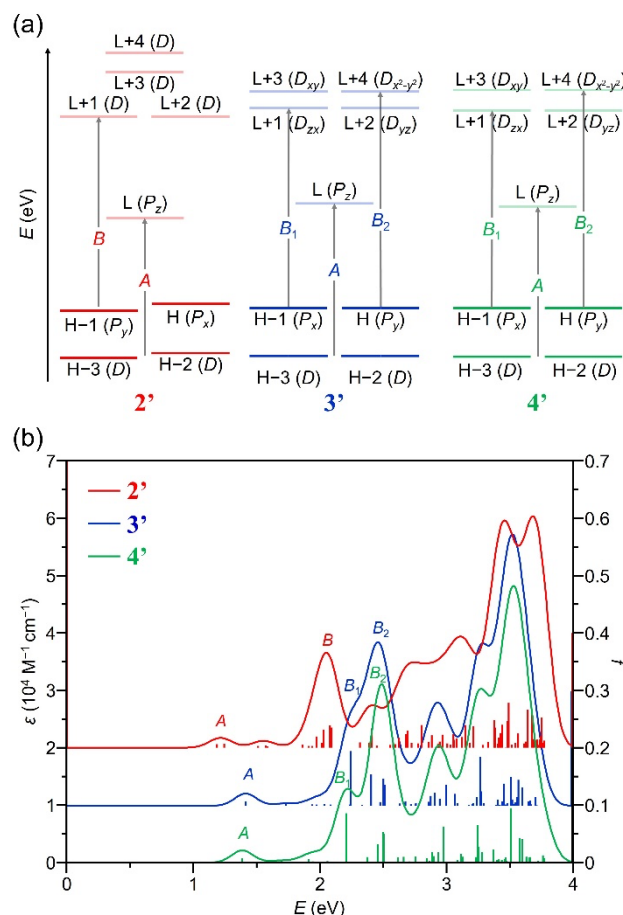 (a)
L+4 (D)
L+3 (D)
L+1 (D) L+2 (D)
L (Pz)
B
A
H−1 (Py) H (Px)
H−3 (D) H−2 (D)
2’
L+3 (Dxy) L+4 (Dx²−y²)
L+1 (Dzx) L+2 (Dyz)
L (Pz)
B1 B2
A
H−1 (Px) H (Py)
H−3 (D) H−2 (D)
3’
L+3 (Dxy) L+4 (Dx²−y²)
L+1 (Dzx) L+2 (Dyz)
L (Pz)
B1 B2
A
H−1 (Px) H (Py)
H−3 (D) H−2 (D)
4’
E (eV)
(b)
2’
3’
4’
B
A
B2
B1
A
B2
B1
A
7
6
5
4
3
2
1
0
ε (10⁴ M⁻¹ cm⁻¹)
0.7
0.6
0.5
0.4
0.3
0.2
0.1
0
f
0 1 2 3 4
E (eV)